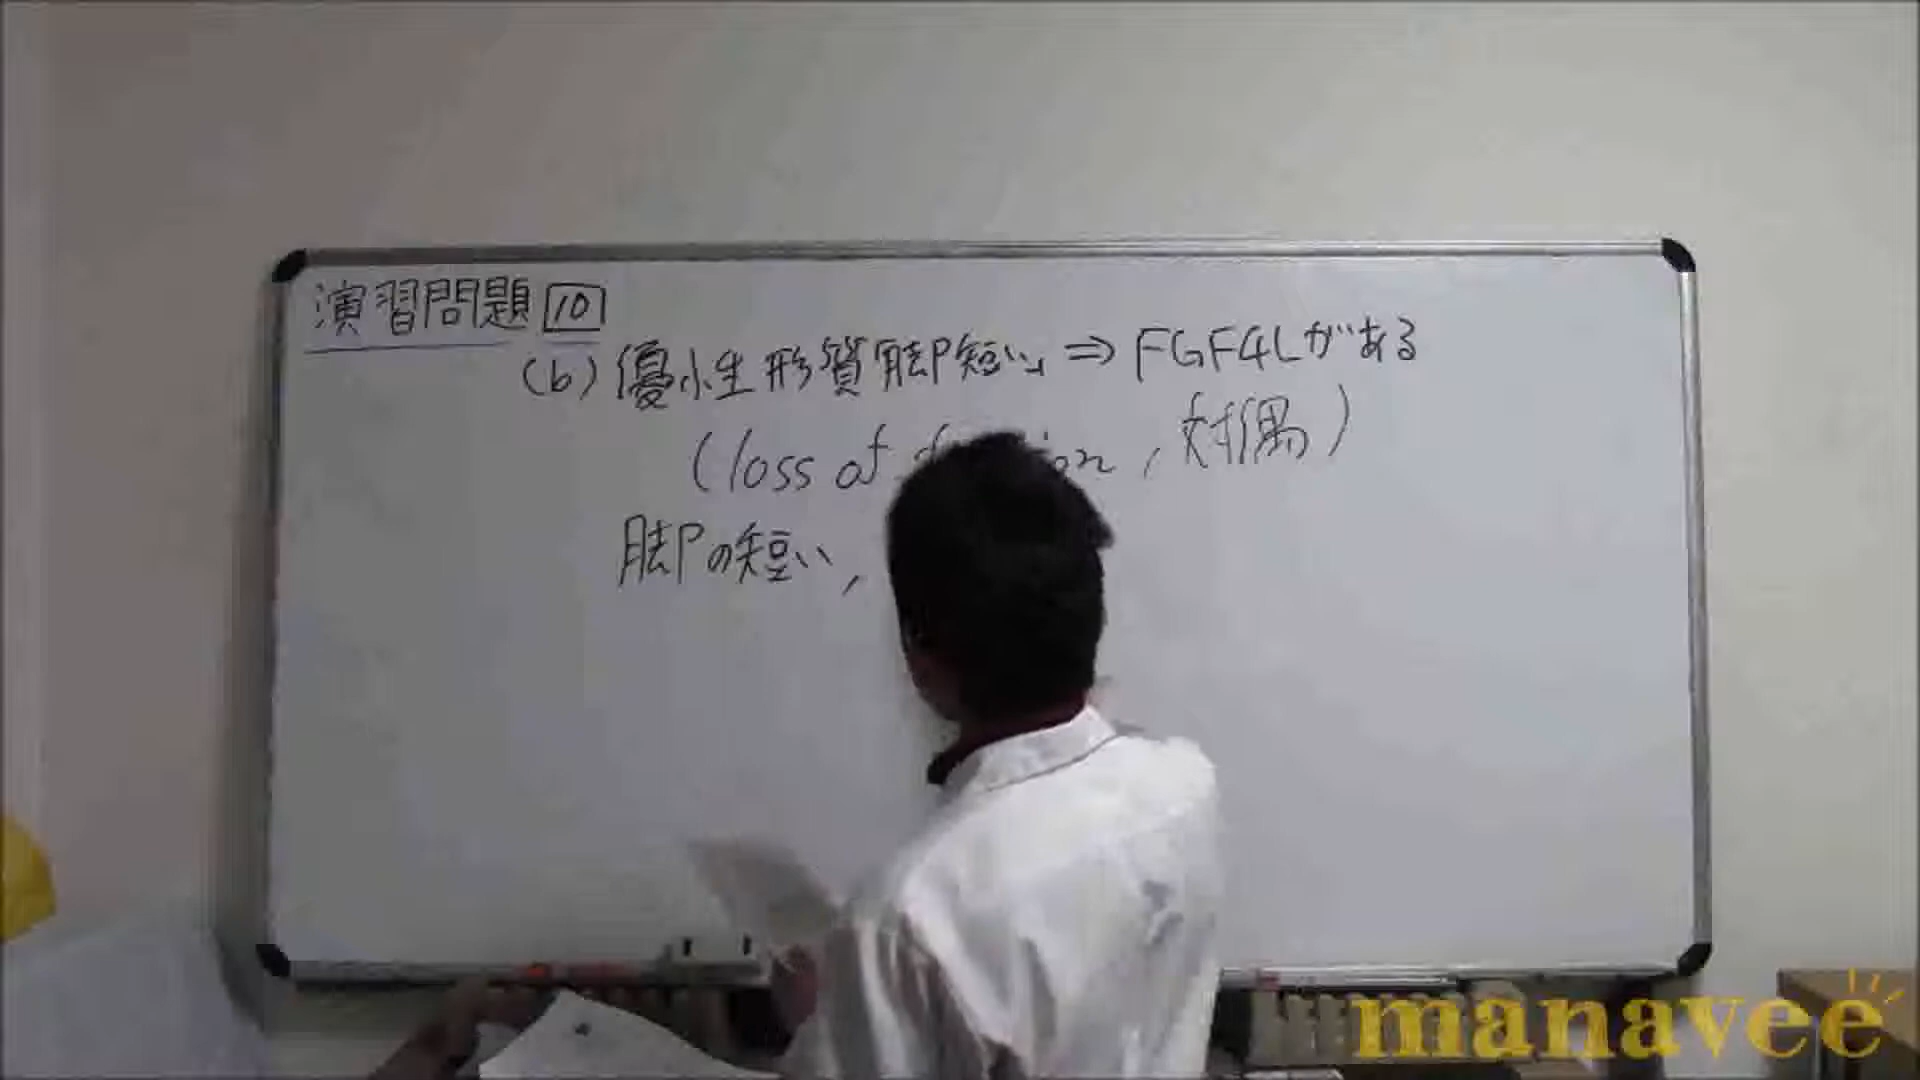 演習問題 10
(b) 優性形質脚短い ⇒ FGF4Lがある
(loss of , 対偶)
脚の短い,
manavee